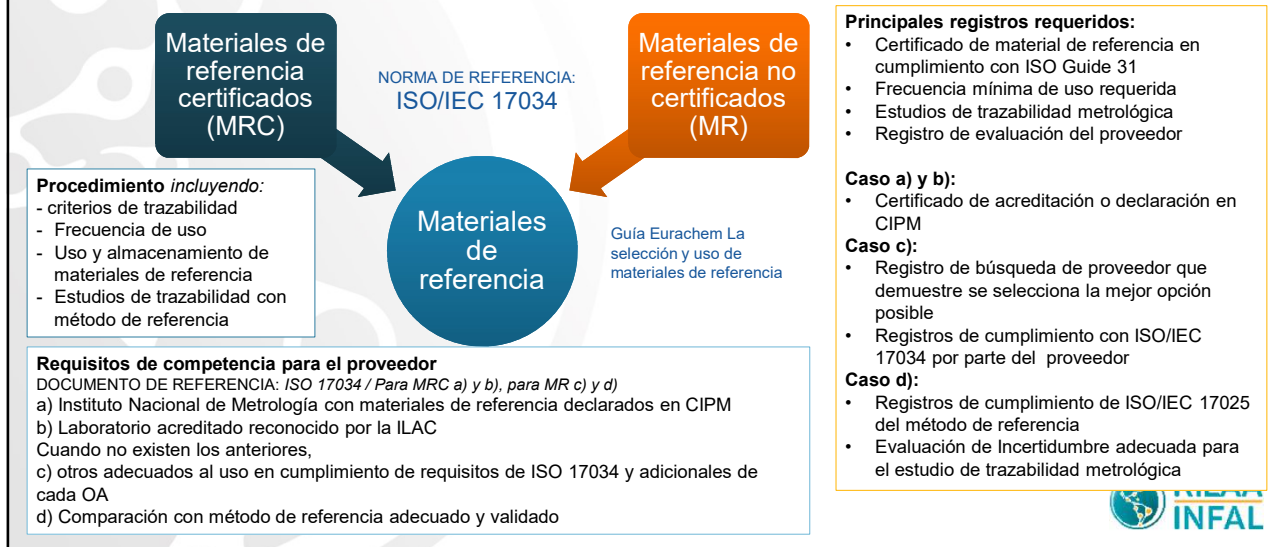 Materiales de
referencia
certificados
(MRC)
NORMA DE REFERENCIA:
ISO/IEC 17034
Materiales de
referencia no
certificados
(MR)
Materiales
de
referencia
Guía Eurachem La
selección y uso de
materiales de referencia
Procedimiento incluyendo:
- criterios de trazabilidad
- Frecuencia de uso
- Uso y almacenamiento de
materiales de referencia
- Estudios de trazabilidad con
método de referencia
Requisitos de competencia para el proveedor
DOCUMENTO DE REFERENCIA: ISO 17034 / Para MRC a) y b), para MR c) y d)
a) Instituto Nacional de Metrología con materiales de referencia declarados en CIPM
b) Laboratorio acreditado reconocido por la ILAC
Cuando no existen los anteriores,
c) otros adecuados al uso en cumplimiento de requisitos de ISO 17034 y adicionales de
cada OA
d) Comparación con método de referencia adecuado y validado
Principales registros requeridos:
• Certificado de material de referencia en
cumplimiento con ISO Guide 31
• Frecuencia mínima de uso requerida
• Estudios de trazabilidad metrológica
• Registro de evaluación del proveedor
Caso a) y b):
• Certificado de acreditación o declaración en
CIPM
Caso c):
• Registro de búsqueda de proveedor que
demuestre se selecciona la mejor opción
posible
• Registros de cumplimiento con ISO/IEC
17034 por parte del proveedor
Caso d):
• Registros de cumplimiento de ISO/IEC 17025
del método de referencia
• Evaluación de Incertidumbre adecuada para
el estudio de trazabilidad metrológica
INFAL